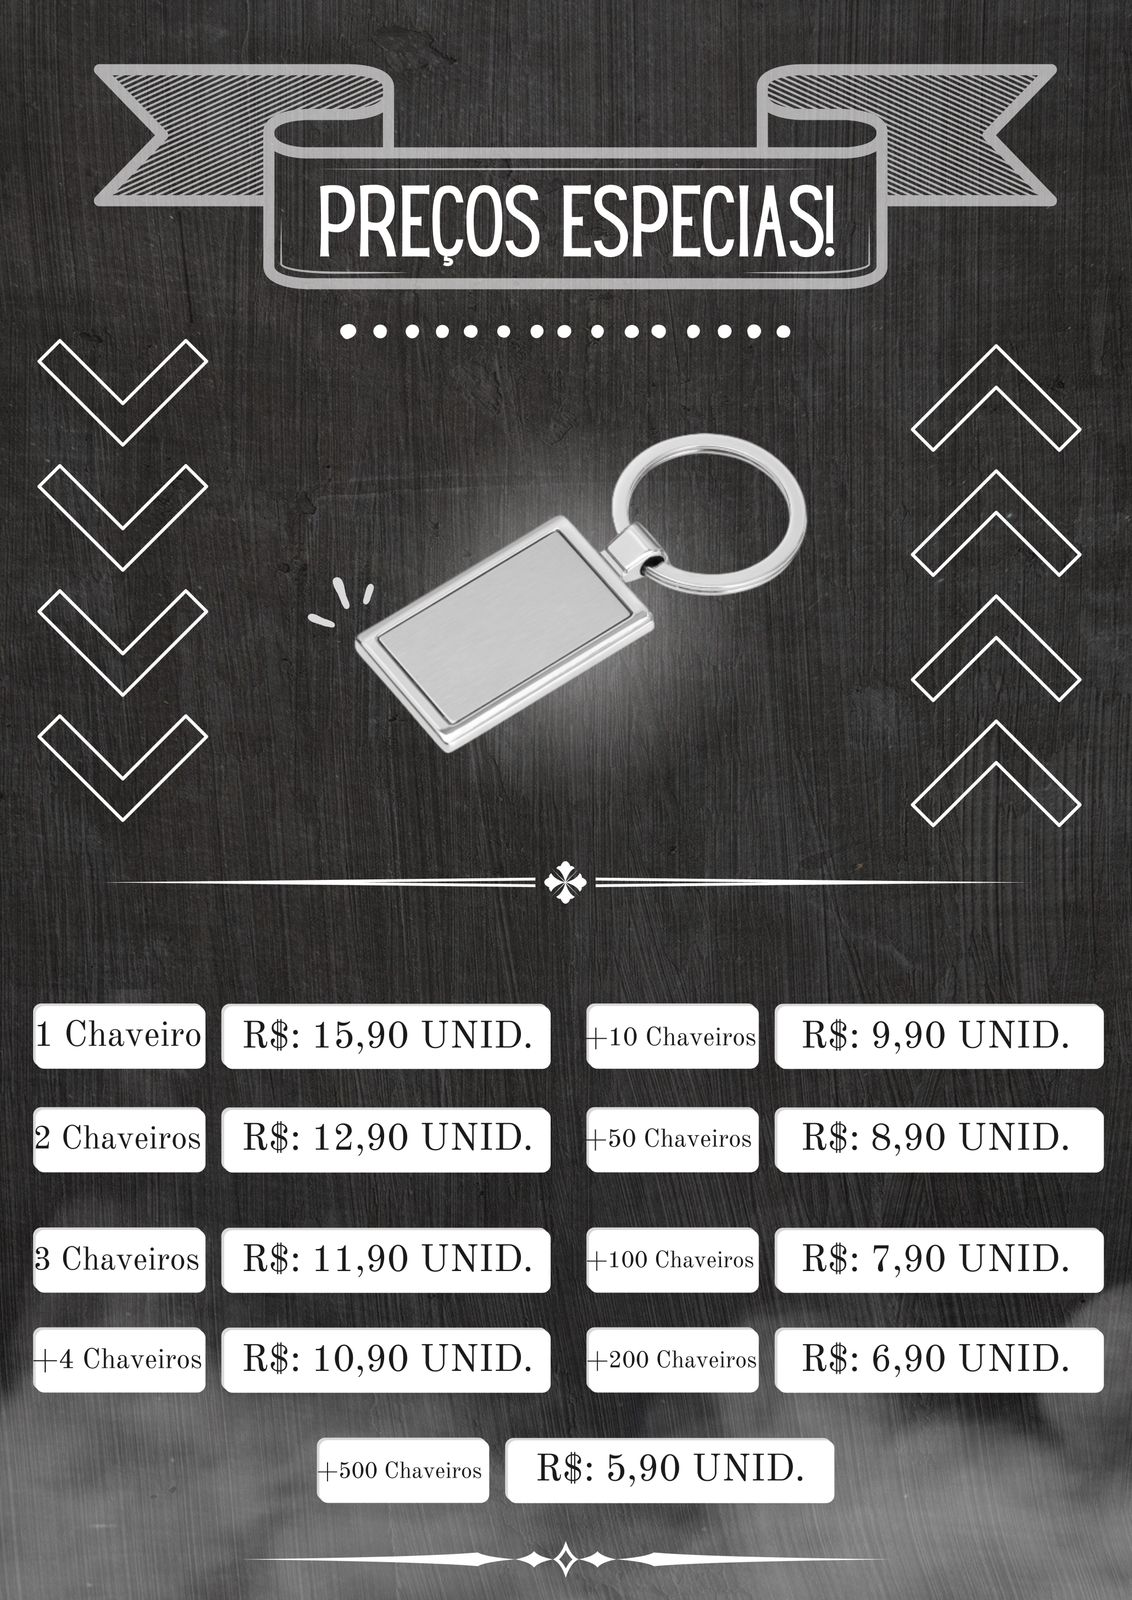 PREÇOS ESPECIAS!
1 Chaveiro R$: 15,90 UNID.
+10 Chaveiros R$: 9,90 UNID.
2 Chaveiros R$: 12,90 UNID.
+50 Chaveiros R$: 8,90 UNID.
3 Chaveiros R$: 11,90 UNID.
+100 Chaveiros R$: 7,90 UNID.
+4 Chaveiros R$: 10,90 UNID.
+200 Chaveiros R$: 6,90 UNID.
+500 Chaveiros R$: 5,90 UNID.